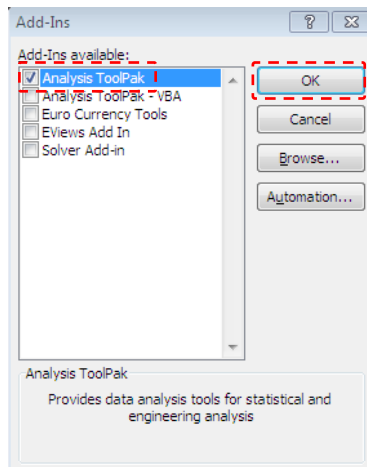 Add-Ins
Add-Ins available:
Analysis ToolPak
Analysis ToolPak - VBA
Euro Currency Tools
EViews Add In
Solver Add-in
OK
Cancel
Browse...
Automation...
Analysis ToolPak
Provides data analysis tools for statistical and
engineering analysis